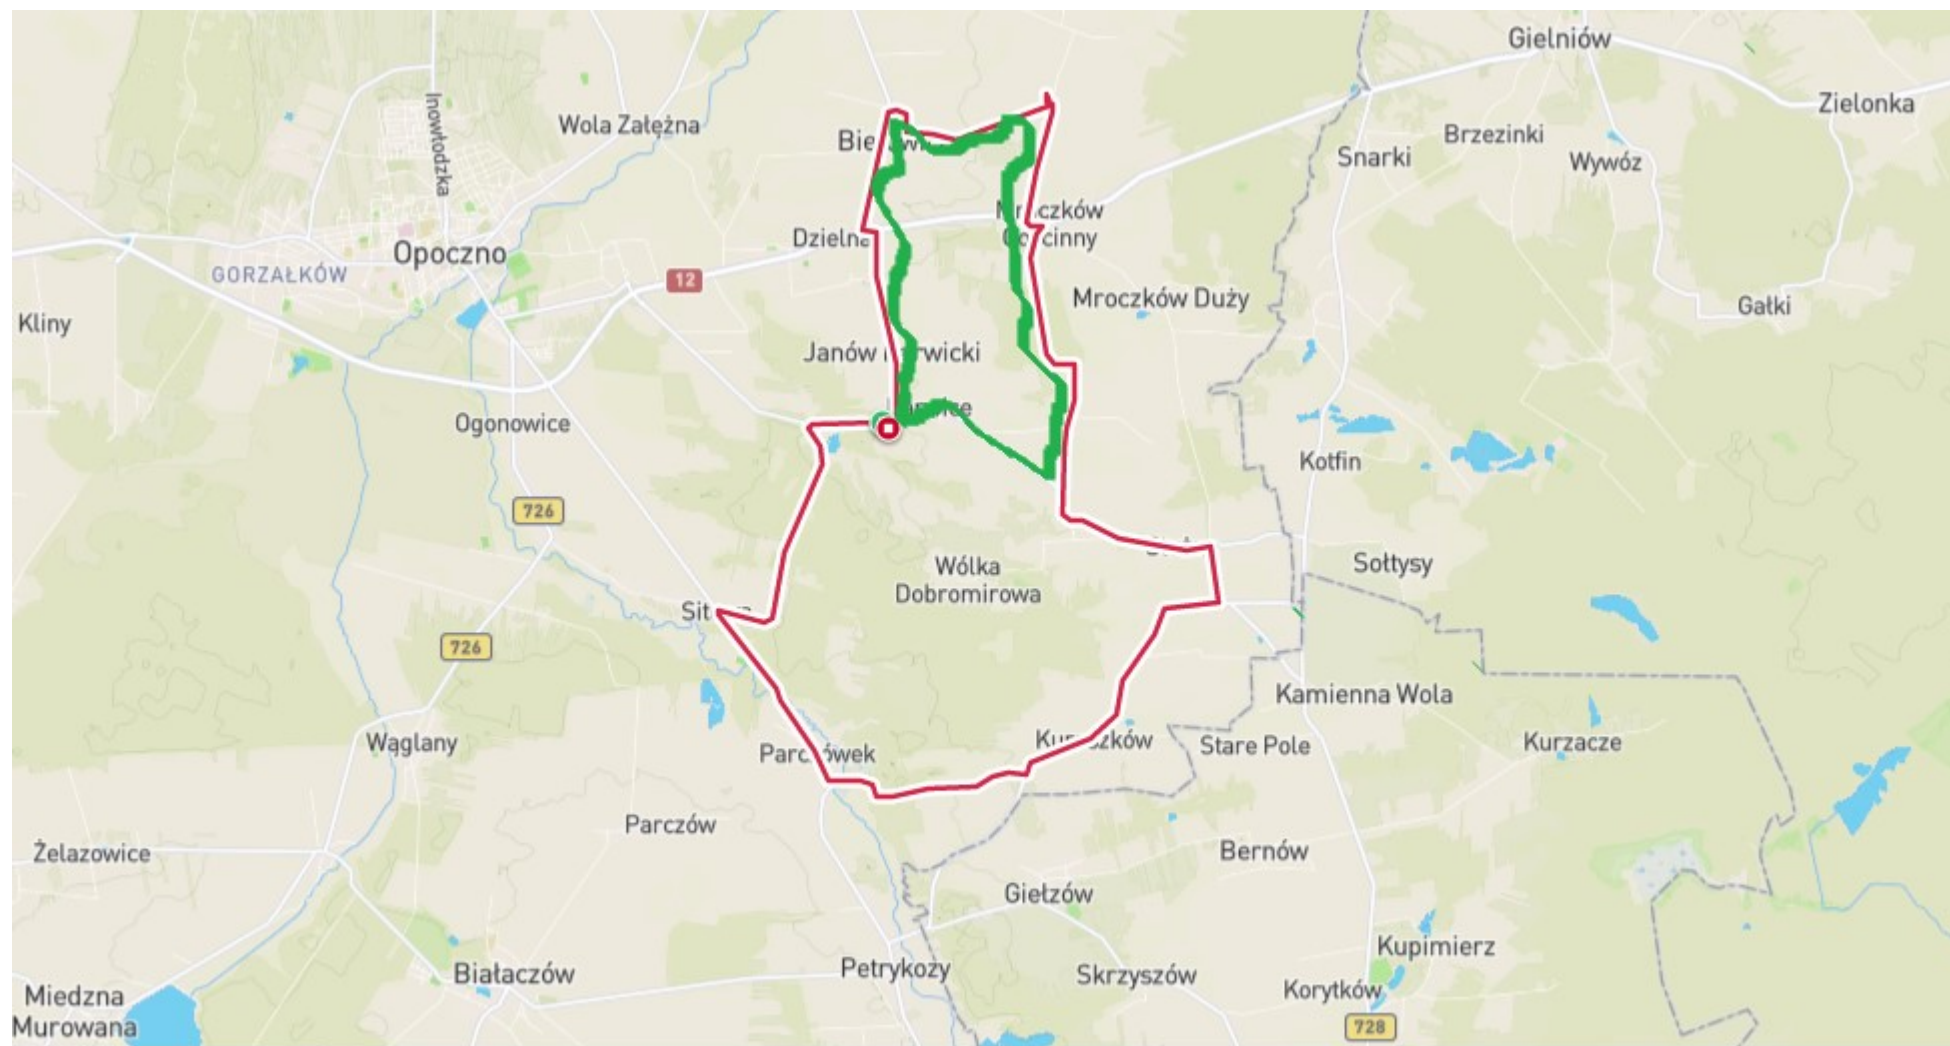 Gielniów
Zielonka
Inowłodzka
Wola Załężna
Brzezinki
Snarki
Wywóz
Opoczno
GORZAŁKÓW
12
Mroczków Duży
Gałki
Kliny
Ogonowice
Kotfin
726
Wólka
Dobromirowa
Sołtysy
726
Kamienna Wola
Wąglany
Stare Pole
Kurzacze
Parczów
Żelazowice
Bernów
Giełzów
Kupimierz
Białaczów
Petrykozy
Skrzyszów
Korytków
Miedzna
Murowana
728